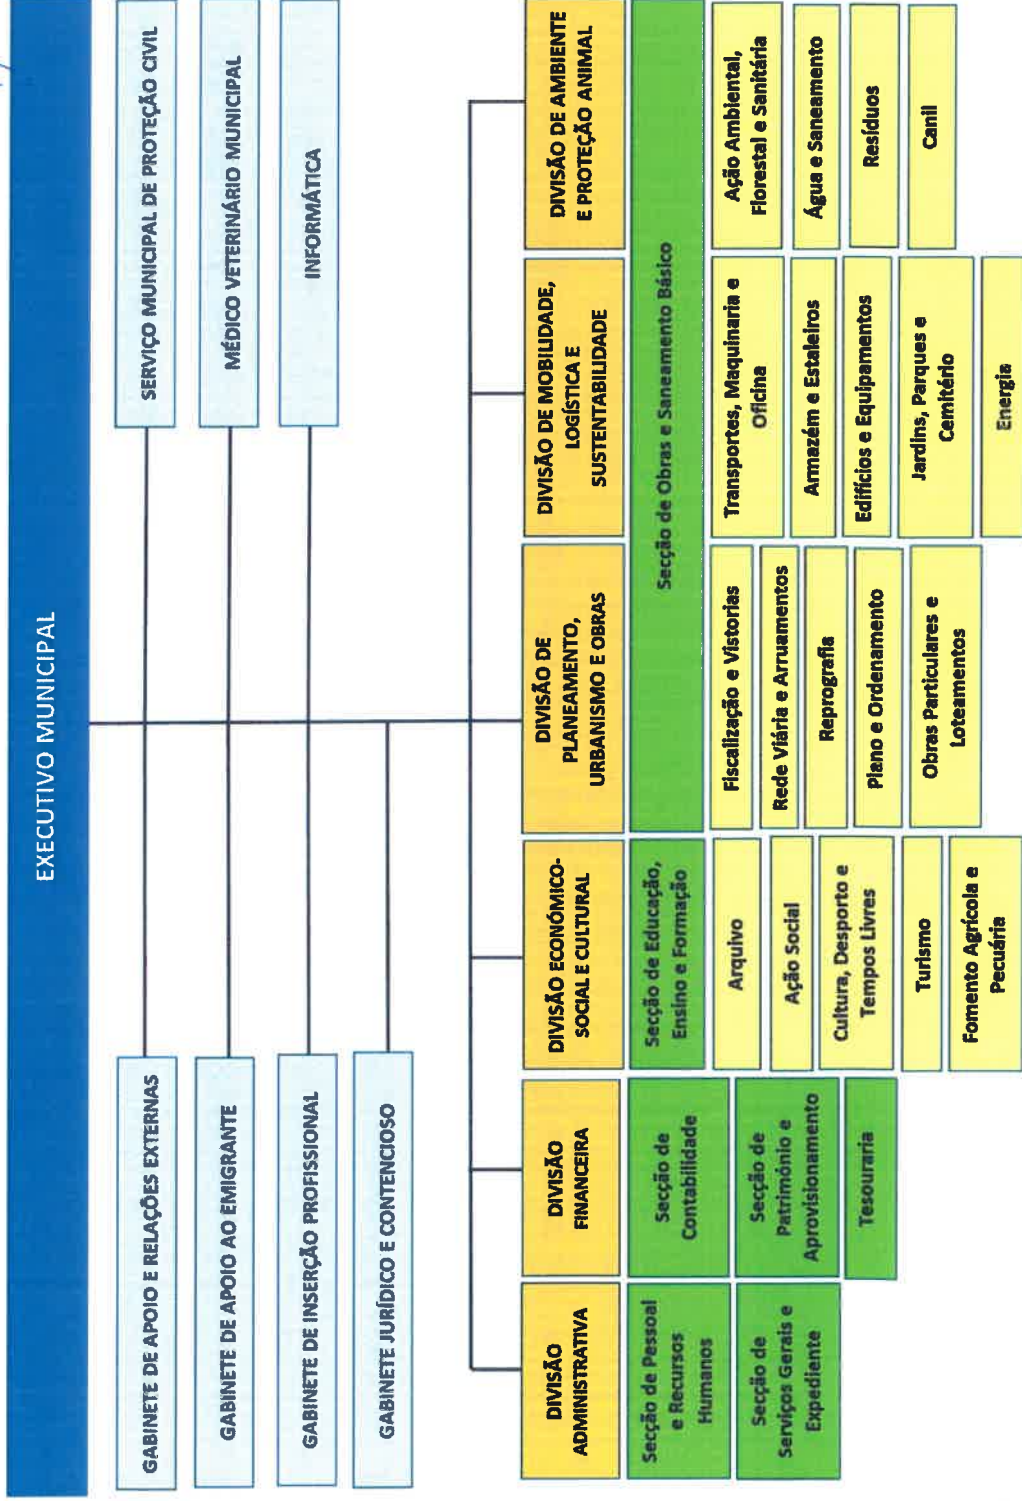 EXECUTIVO MUNICIPAL
GABINETE DE APOIO E RELAÇÕES EXTERNAS
SERVIÇO MUNICIPAL DE PROTEÇÃO CIVIL
GABINETE DE APOIO AO EMIGRANTE
MÉDICO VETERINÁRIO MUNICIPAL
GABINETE DE INSERÇÃO PROFISSIONAL
INFORMÁTICA
GABINETE JURÍDICO E CONTENCIOSO
DIVISÃO
ADMINISTRATIVA
Secção de Pessoal
e Recursos
Humanos
Secção de
Serviços Gerais e
Expediente
DIVISÃO
FINANCEIRA
Secção de
Contabilidade
Secção de
Património e
Aprovisionamento
Tesouraria
DIVISÃO ECONÓMICO-
SOCIAL E CULTURAL
Secção de Educação,
Ensino e Formação
Arquivo
Ação Social
Cultura, Desporto e
Tempos Livres
Turismo
Fomento Agrícola e
Pecuária
DIVISÃO DE
PLANEAMENTO,
URBANISMO E OBRAS
DIVISÃO DE MOBILIDADE,
LOGÍSTICA E
SUSTENTABILIDADE
DIVISÃO DE AMBIENTE
E PROTEÇÃO ANIMAL
Secção de Obras e Saneamento Básico
Fiscalização e Vistorias
Rede Viária e Arruamentos
Reprografia
Plano e Ordenamento
Obras Particulares e
Loteamentos
Transportes, Maquinaria e
Oficina
Armazém e Estaleiros
Edifícios e Equipamentos
Jardins, Parques e
Cemitério
Energia
Ação Ambiental,
Florestal e Sanitária
Água e Saneamento
Resíduos
Canil